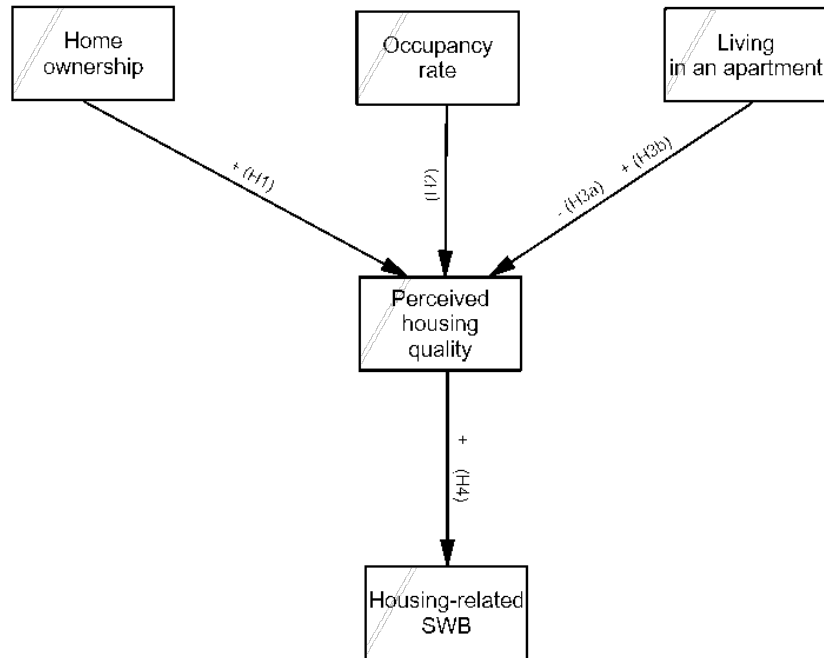 Home
ownership
Occupancy
rate
Living
in an apartment
+ (H1)
(H2)
- (H3a) + (H3b)
Perceived
housing
quality
+ (H4)
Housing-related
SWB